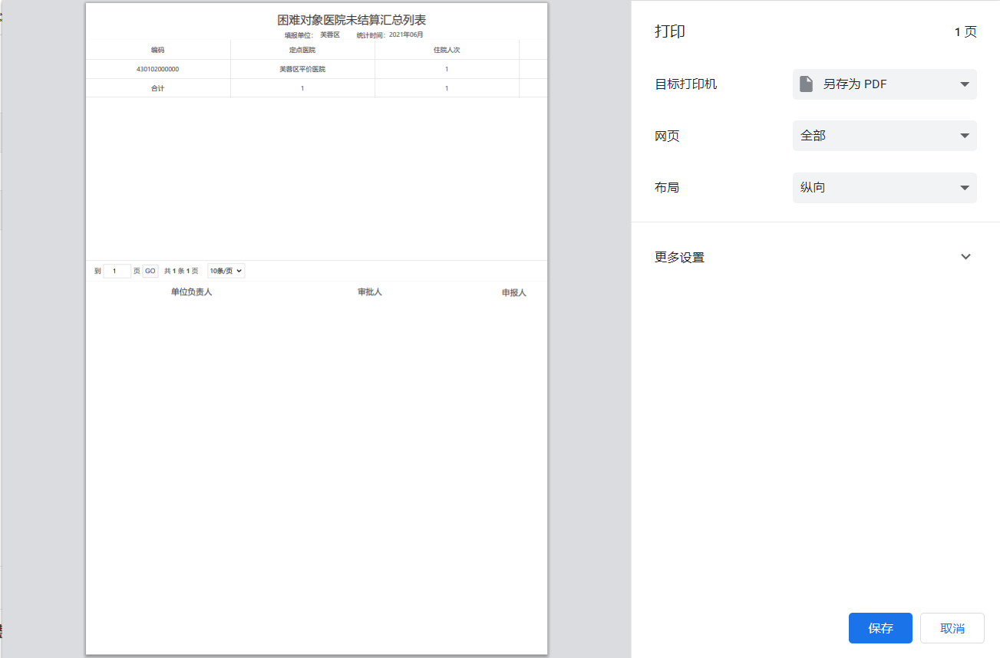 困难对象医院未结算汇总列表
填报单位： 芙蓉区 统计时间：2021年06月
编码 定点医院 住院人次
430102000000 芙蓉区平价医院 1
合计 1 1
到 1 页 GO 共 1 条 1 页 10条/页
单位负责人 审批人 申报人
打印 1 页
目标打印机 另存为 PDF
网页 全部
布局 纵向
更多设置
保存 取消